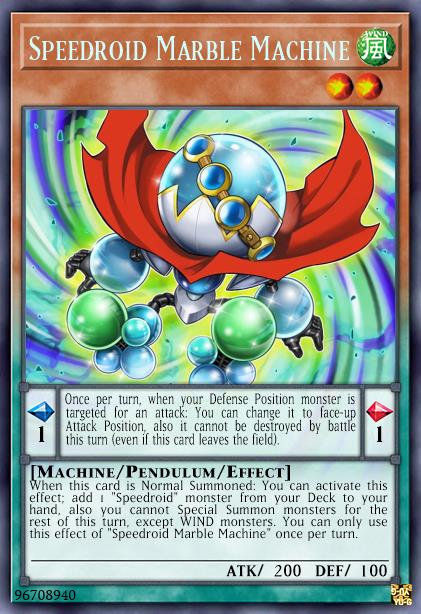 SPEEDROID MARBLE MACHINE
WIND
風
Once per turn, when your Defense Position monster is
targeted for an attack: You can change it to face-up
Attack Position, also it cannot be destroyed by battle
this turn (even if this card leaves the field).
1
1
[MACHINE/PENDULUM/EFFECT]
When this card is Normal Summoned: You can activate this
effect; add 1 "Speedroid" monster from your Deck to your
hand, also you cannot Special Summon monsters for the
rest of this turn, except WIND monsters. You can only use
this effect of "Speedroid Marble Machine" once per turn.
ATK/ 200 DEF/ 100
96708940